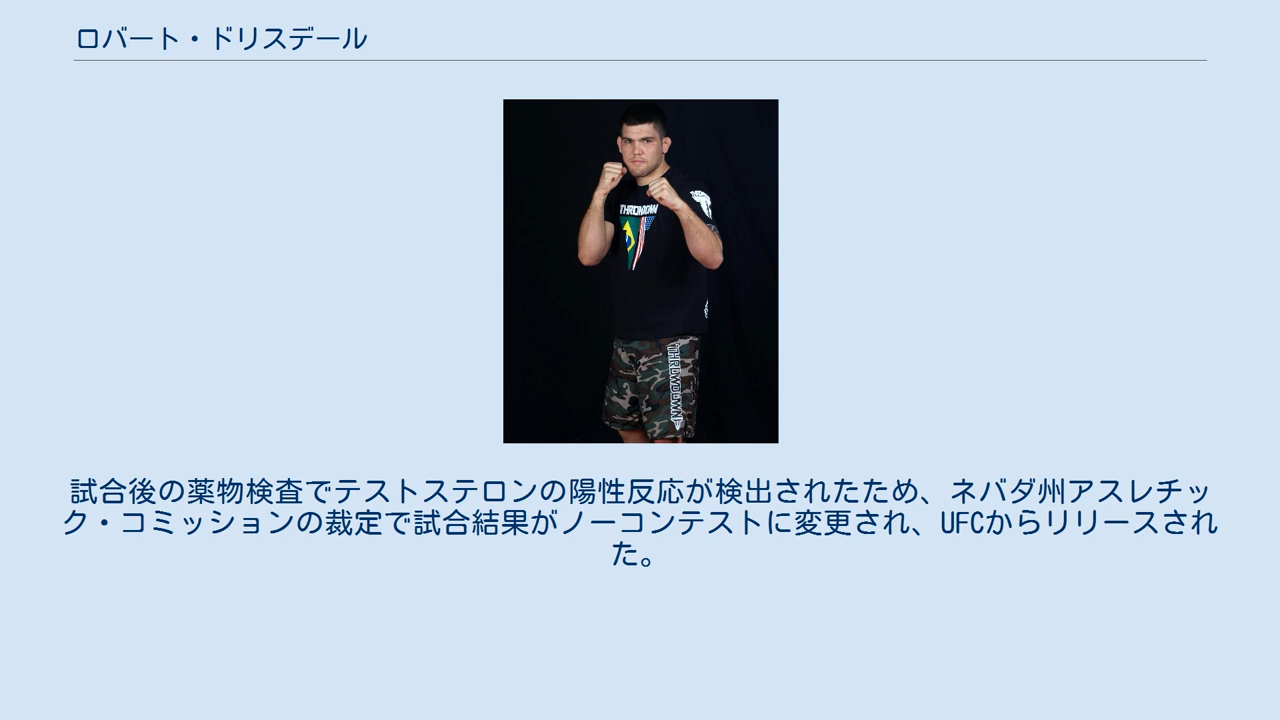 ロバート・ドリスデール
THROWDOWN
THROWDOWN
試合後の薬物検査でテストステロンの陽性反応が検出されたため、ネバダ州アスレチッ
ク・コミッションの裁定で試合結果がノーコンテストに変更され、UFCからリリースされ
た。